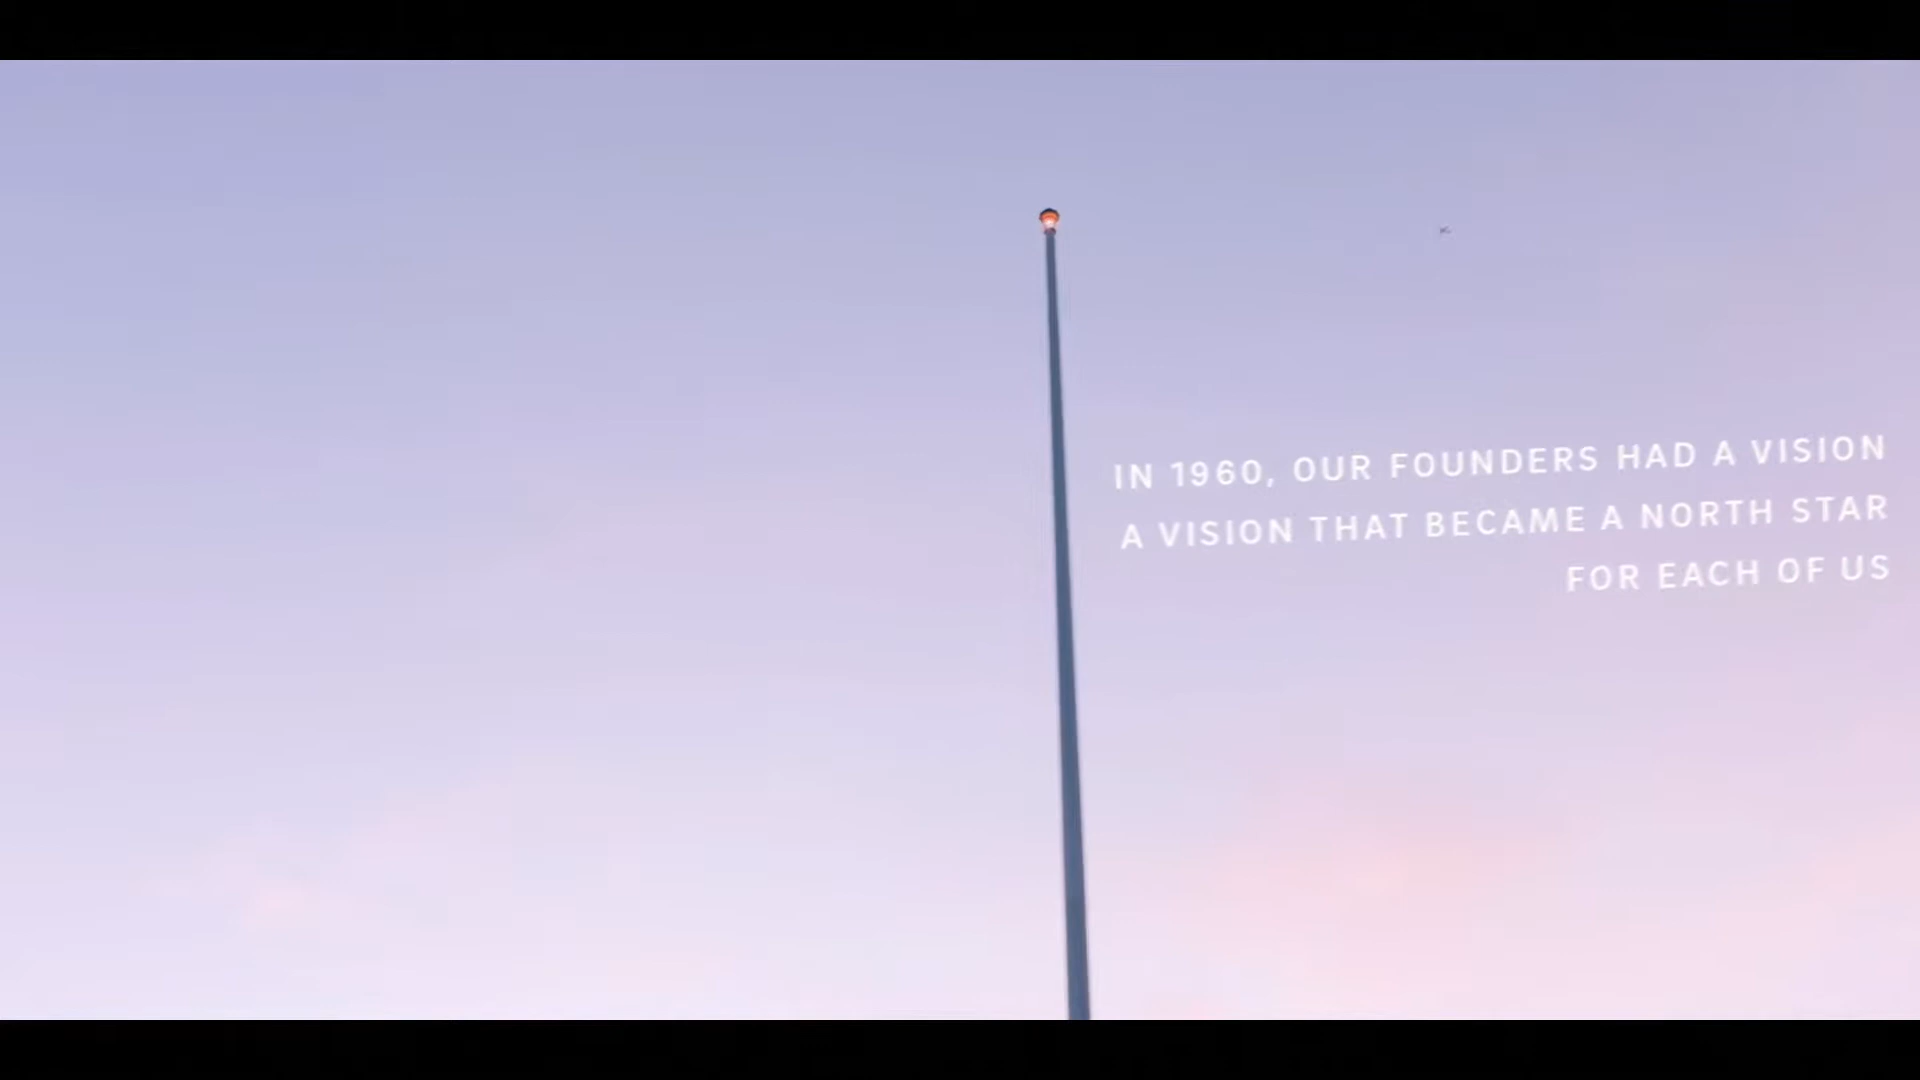 IN 1960, OUR FOUNDERS HAD A VISION
A VISION THAT BECAME A NORTH STAR
FOR EACH OF US